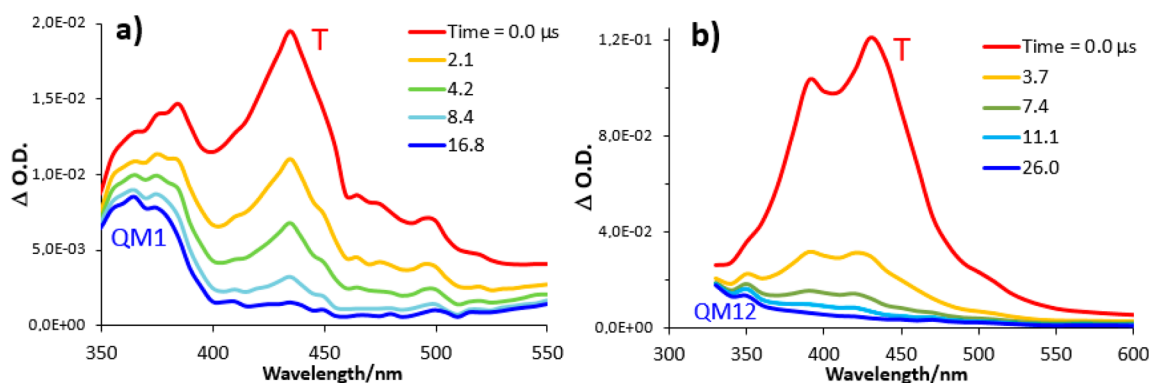 a)
T
QM1
Time = 0.0 µs
2.1
4.2
8.4
16.8
2,0E-02
1,5E-02
1,0E-02
5,0E-03
0,0E+00
Δ O.D.
350
400
450
500
550
Wavelength/nm
b)
T
QM12
Time = 0.0 µs
3.7
7.4
11.1
26.0
1,2E-01
8,0E-02
4,0E-02
0,0E+00
Δ O.D.
300
350
400
450
500
550
600
Wavelength/nm